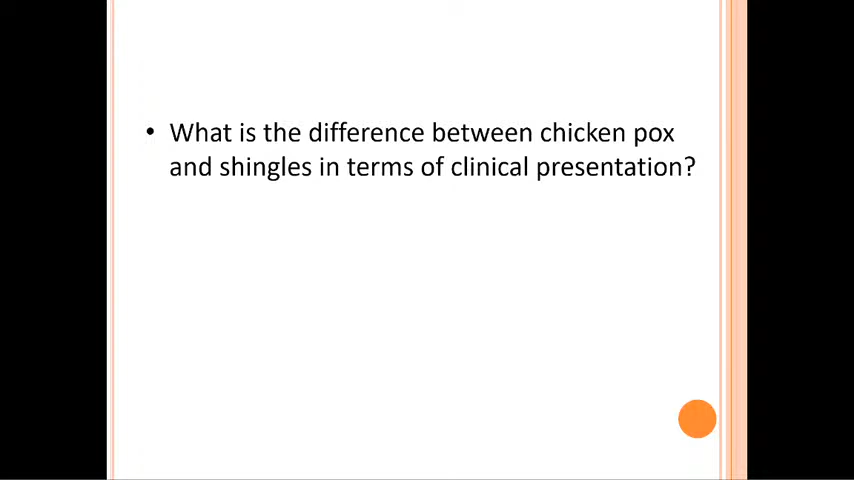 • What is the difference between chicken pox
and shingles in terms of clinical presentation?